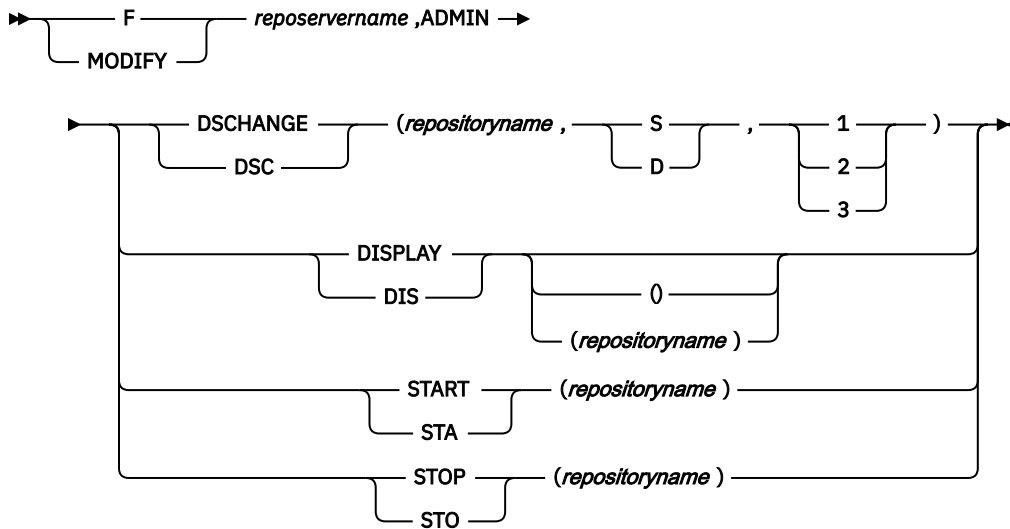 F reposervername ,ADMIN
MODIFY
DSCHANGE (repositoryname , S , 1 )
DSC D 2
3
DISPLAY
DIS ()
(repositoryname )
START (repositoryname )
STA
STOP (repositoryname )
STO